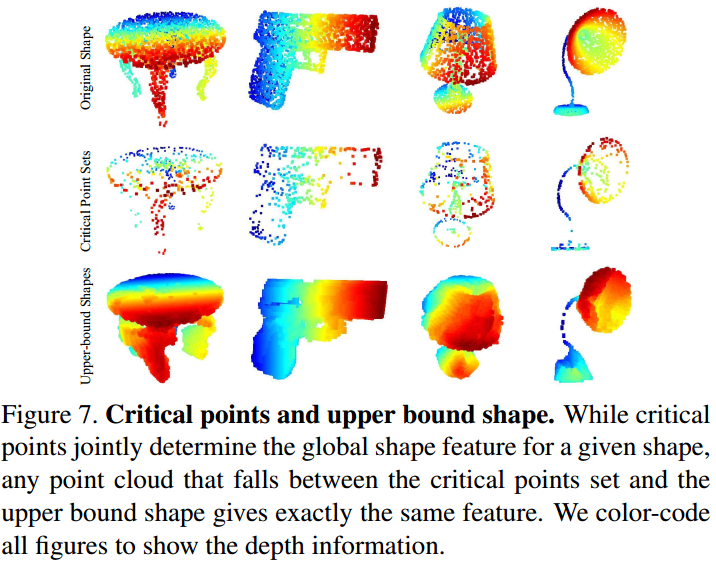 Original Shape
Critical Point Sets
Upper-bound Shapes
Figure 7. Critical points and upper bound shape. While critical
points jointly determine the global shape feature for a given shape,
any point cloud that falls between the critical points set and the
upper bound shape gives exactly the same feature. We color-code
all figures to show the depth information.